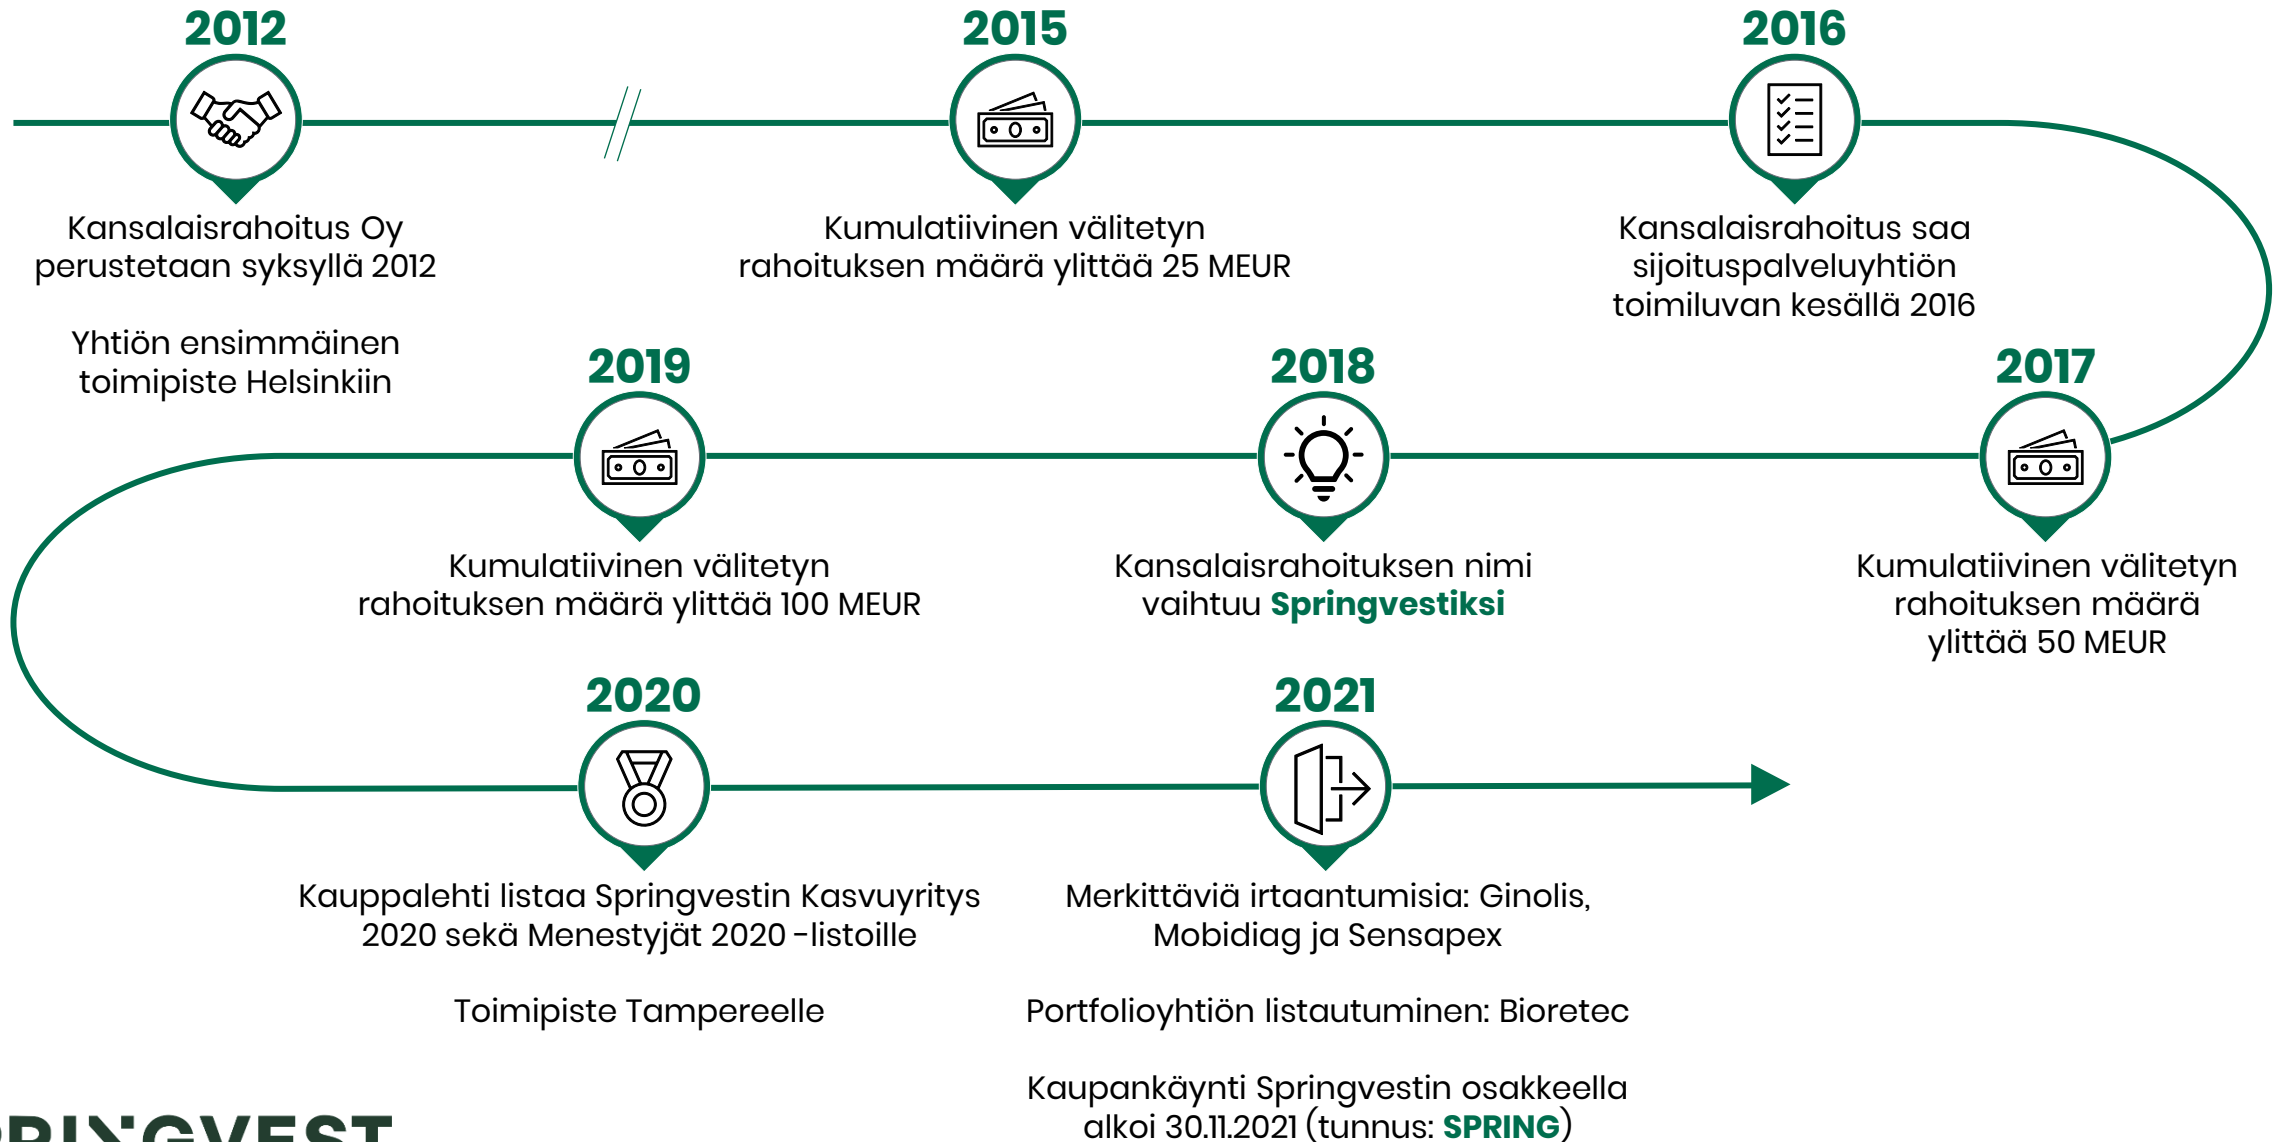 2012
Kansalaisrahoitus Oy
perustetaan syksyllä 2012
Yhtiön ensimmäinen
toimipiste Helsinkiin
2015
Kumulatiivinen välitetyn
rahoituksen määrä ylittää 25 MEUR
2016
Kansalaisrahoitus saa
sijoituspalveluyhtiön
toimiluvan kesällä 2016
2017
Kumulatiivinen välitetyn
rahoituksen määrä
ylittää 50 MEUR
2018
Kansalaisrahoituksen nimi
vaihtuu Springvestiksi
2019
Kumulatiivinen välitetyn
rahoituksen määrä ylittää 100 MEUR
2020
Kauppalehti listaa Springvestin Kasvuyritys
2020 sekä Menestyjät 2020 -listoille
Toimipiste Tampereelle
2021
Merkittäviä irtaantumisia: Ginolis,
Mobidiag ja Sensapex
Portfolioyhtiön listautuminen: Bioretec
Kaupankäynti Springvestin osakkeella
alkoi 30.11.2021 (tunnus: SPRING)
PRINGVEST